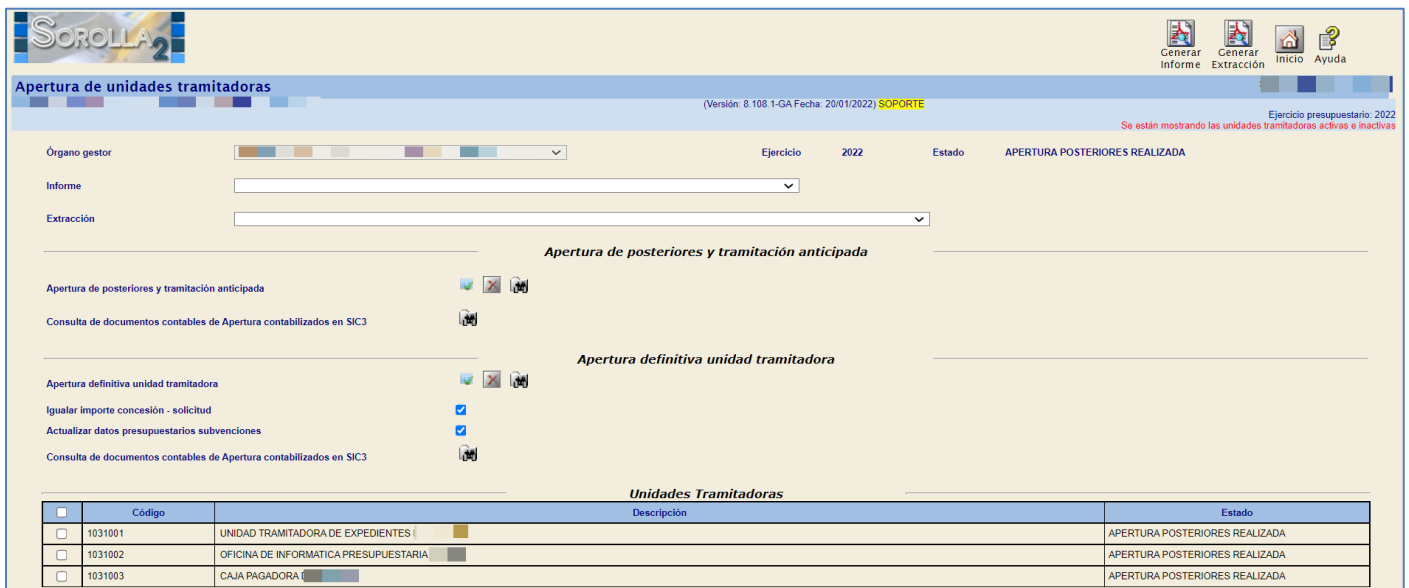 SOROLLA2
Generar Informe
Generar Extracción
Inicio
Ayuda
Apertura de unidades tramitadoras
(Versión: 8.108.1-GA Fecha: 20/01/2022) SOPORTE
Ejercicio presupuestario: 2022
Se están mostrando las unidades tramitadoras activas e inactivas
Órgano gestor
Ejercicio 2022 Estado APERTURA POSTERIORES REALIZADA
Informe
Extracción
Apertura de posteriores y tramitación anticipada
Apertura de posteriores y tramitación anticipada
Consulta de documentos contables de Apertura contabilizados en SIC3
Apertura definitiva unidad tramitadora
Apertura definitiva unidad tramitadora
Igualar importe concesión - solicitud
Actualizar datos presupuestarios subvenciones
Consulta de documentos contables de Apertura contabilizados en SIC3
Unidades Tramitadoras
Código Descripción Estado
1031001 UNIDAD TRAMITADORA DE EXPEDIENTES APERTURA POSTERIORES REALIZADA
1031002 OFICINA DE INFORMATICA PRESUPUESTARIA APERTURA POSTERIORES REALIZADA
1031003 CAJA PAGADORA APERTURA POSTERIORES REALIZADA